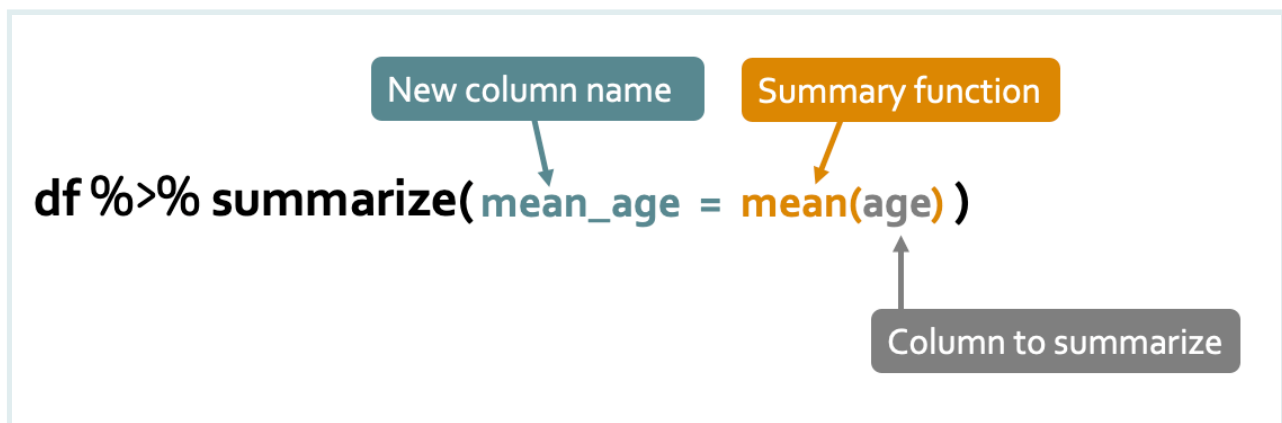 New column name
Summary function
df %>% summarize( mean_age = mean(age) )
Column to summarize